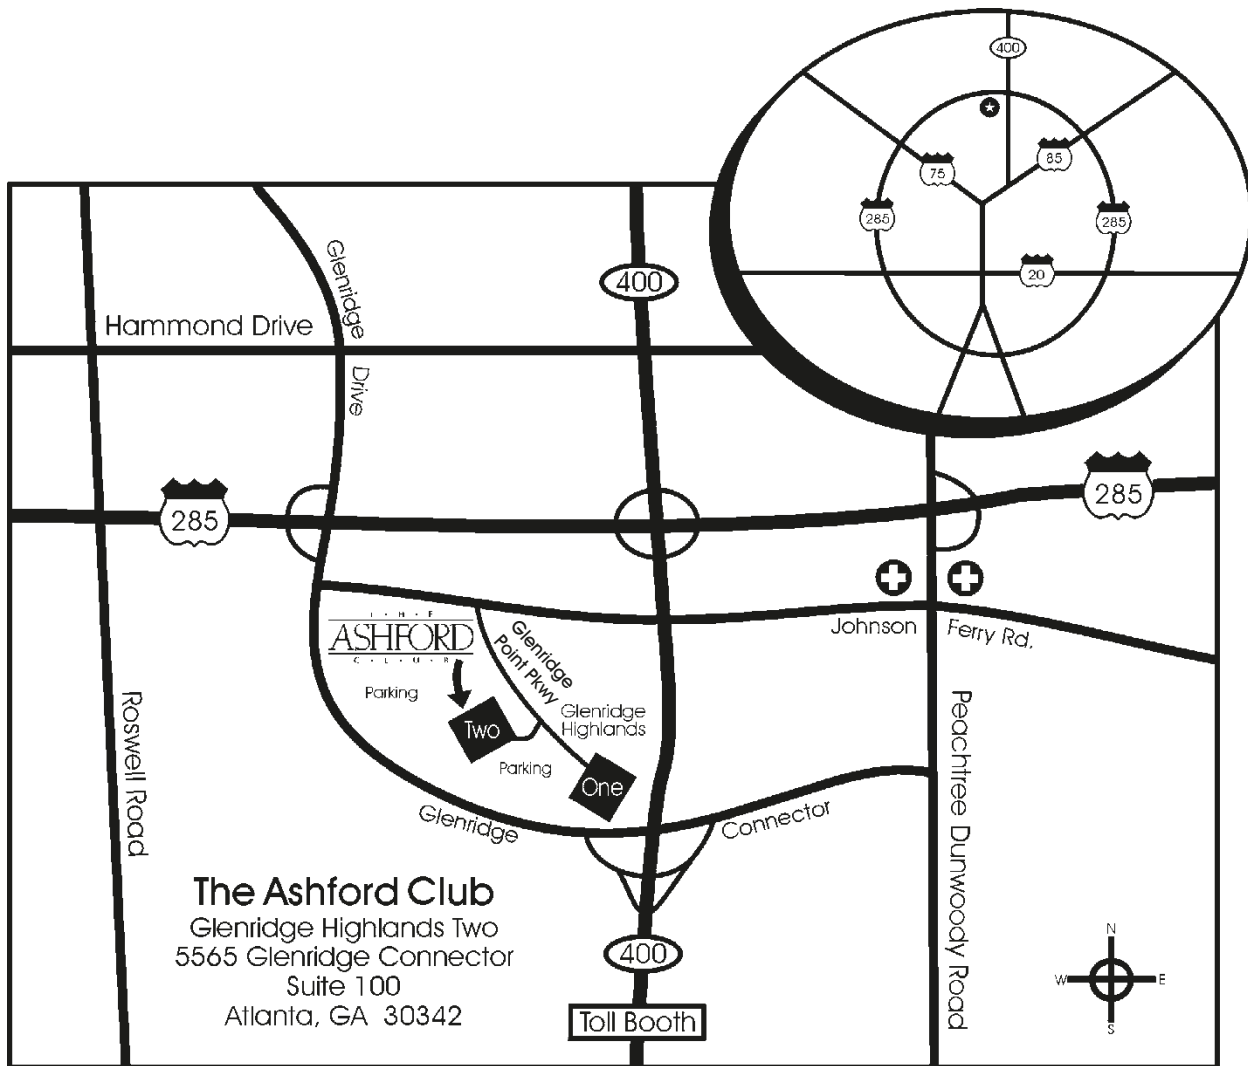 400
75
85
285
285
20
Glenridge
Drive
400
Hammond Drive
285
285
THE
ASHFORD
CLUB
Glenridge
Point Pkwy
Johnson
Ferry Rd.
Parking
Two
Glenridge
Highlands
Parking
One
Roswell Road
Glenridge
Connector
Peachtree Dunwoody Road
The Ashford Club
Glenridge Highlands Two
5565 Glenridge Connector
Suite 100
Atlanta, GA 30342
400
Toll Booth
N
W
E
S